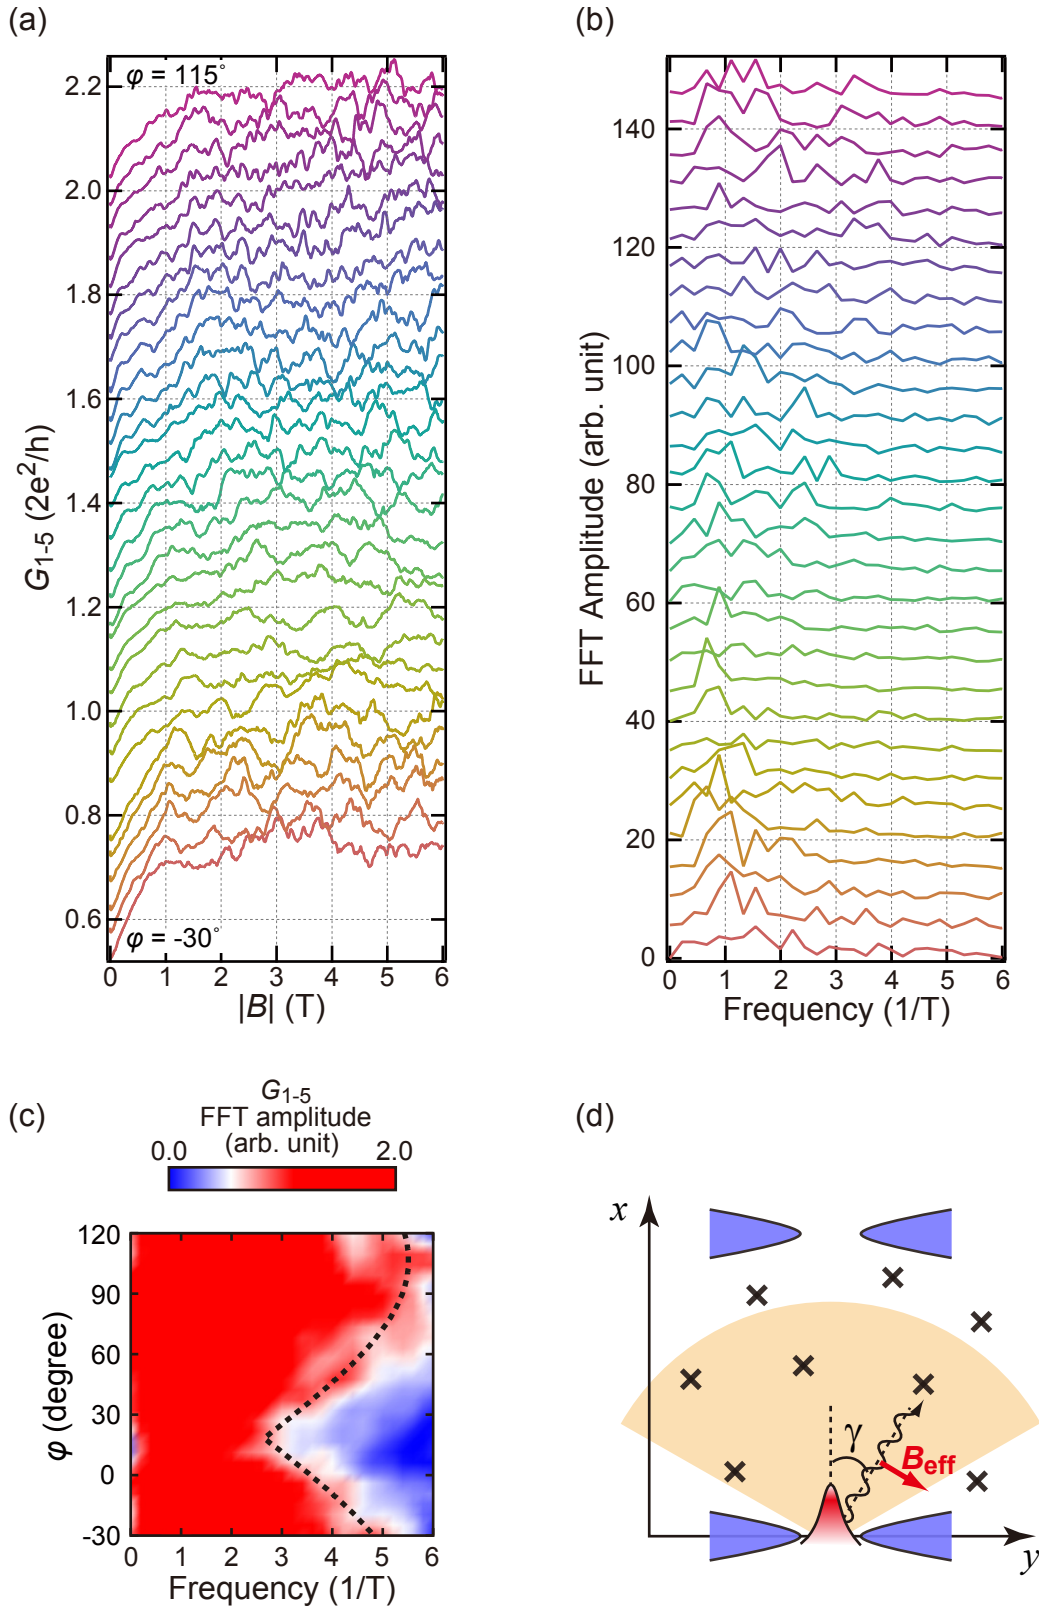 (a)
φ = 115°
2.2
2.0
1.8
1.6
1.4
1.2
1.0
0.8
0.6
G1-5 (2e²/h)
φ = -30°
0 1 2 3 4 5 6
|B| (T)
(b)
140
120
100
80
60
40
20
0
FFT Amplitude (arb. unit)
0 1 2 3 4 5 6
Frequency (1/T)
(c)
G1-5
FFT amplitude
(arb. unit)
0.0 2.0
120
90
60
30
0
-30
φ (degree)
0 1 2 3 4 5 6
Frequency (1/T)
(d)
x
γ
Beff
y